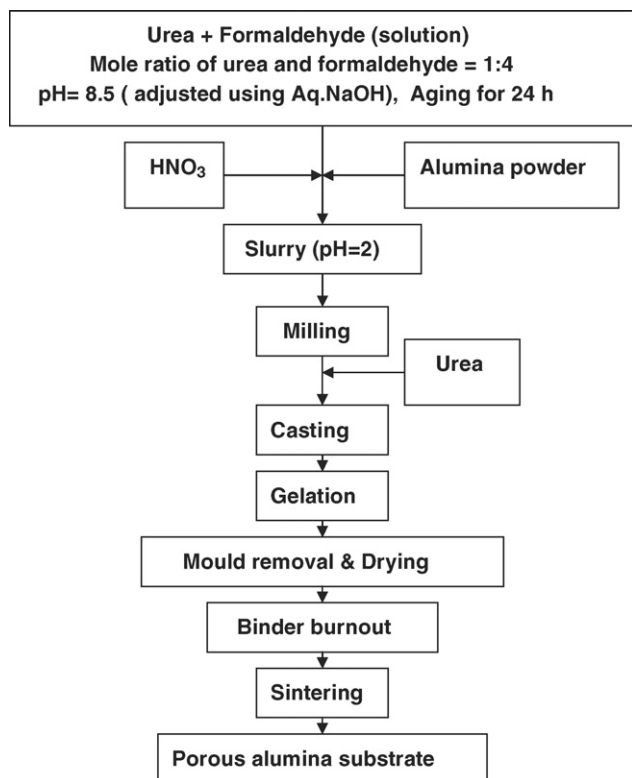 Urea + Formaldehyde (solution)
Mole ratio of urea and formaldehyde = 1:4
pH= 8.5 ( adjusted using Aq.NaOH), Aging for 24 h
HNO₃
Alumina powder
Slurry (pH=2)
Milling
Urea
Casting
Gelation
Mould removal & Drying
Binder burnout
Sintering
Porous alumina substrate